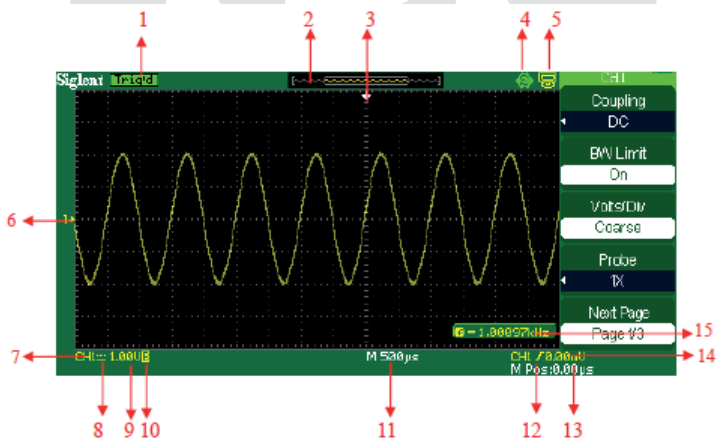 1 2 3 4 5
Siglent Trig'd CH1
Coupling
DC
BW Limit
On
Volts/Div
Coarse
6 1
Probe
1X
Next Page
f=1.00097kHz 15
Page 1/3
7 CH1 1.00V B M 500µs CH1 / 0.00mV 14
M Pos:0.00µs
8 9 10 11 12 13